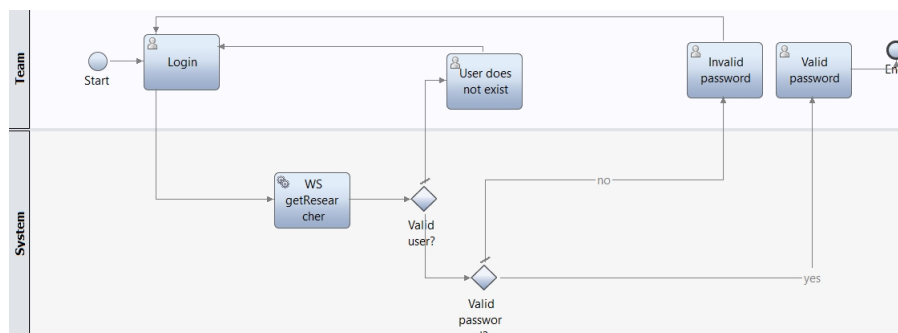 Team
Start
Login
User does
not exist
Invalid
password
Valid
password
System
WS
getResear
cher
Valid
user?
no
yes
Valid
passwor